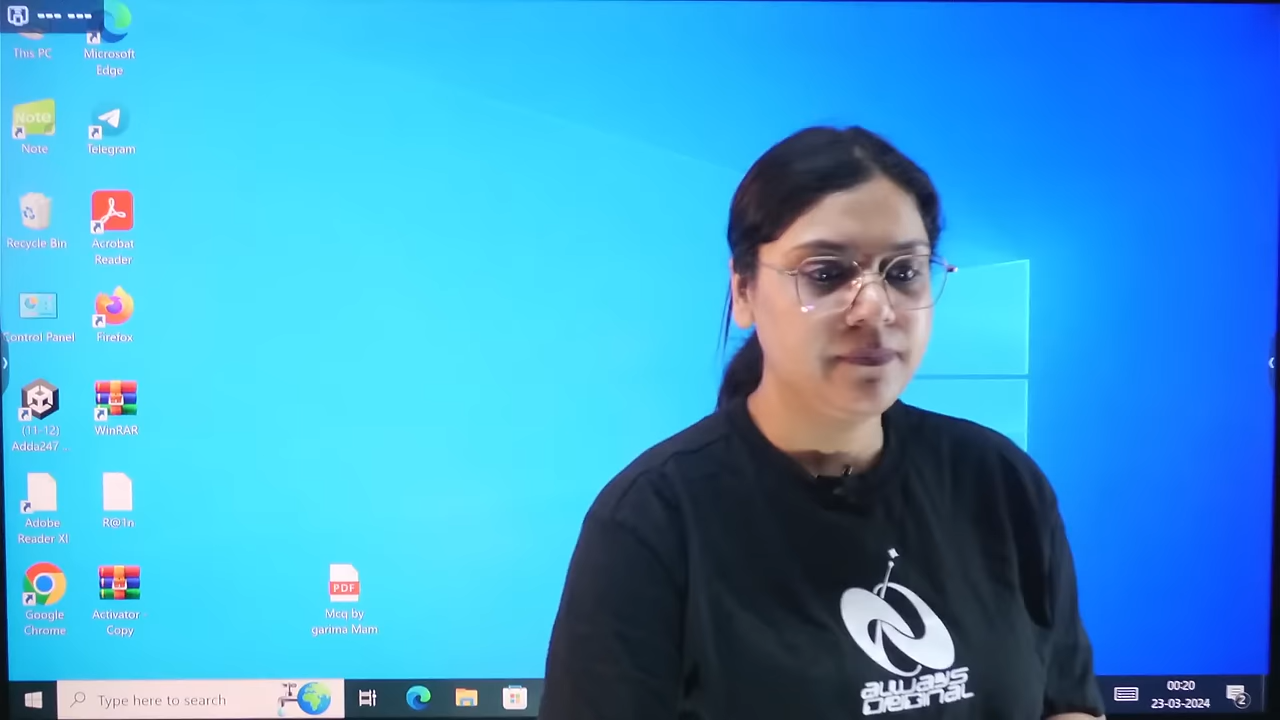 This PC
Microsoft
Edge
Note
Note
Telegram
Recycle Bin
Acrobat
Reader
Control Panel
Firefox
(11-12)
Adda247 ...
WinRAR
Adobe
Reader XI
R@1n
Google
Chrome
Activator -
Copy
PDF
Mcq by
garima Mam
Type here to search
ALWAYS
ORIGINAL
00:20
23-03-2024
2